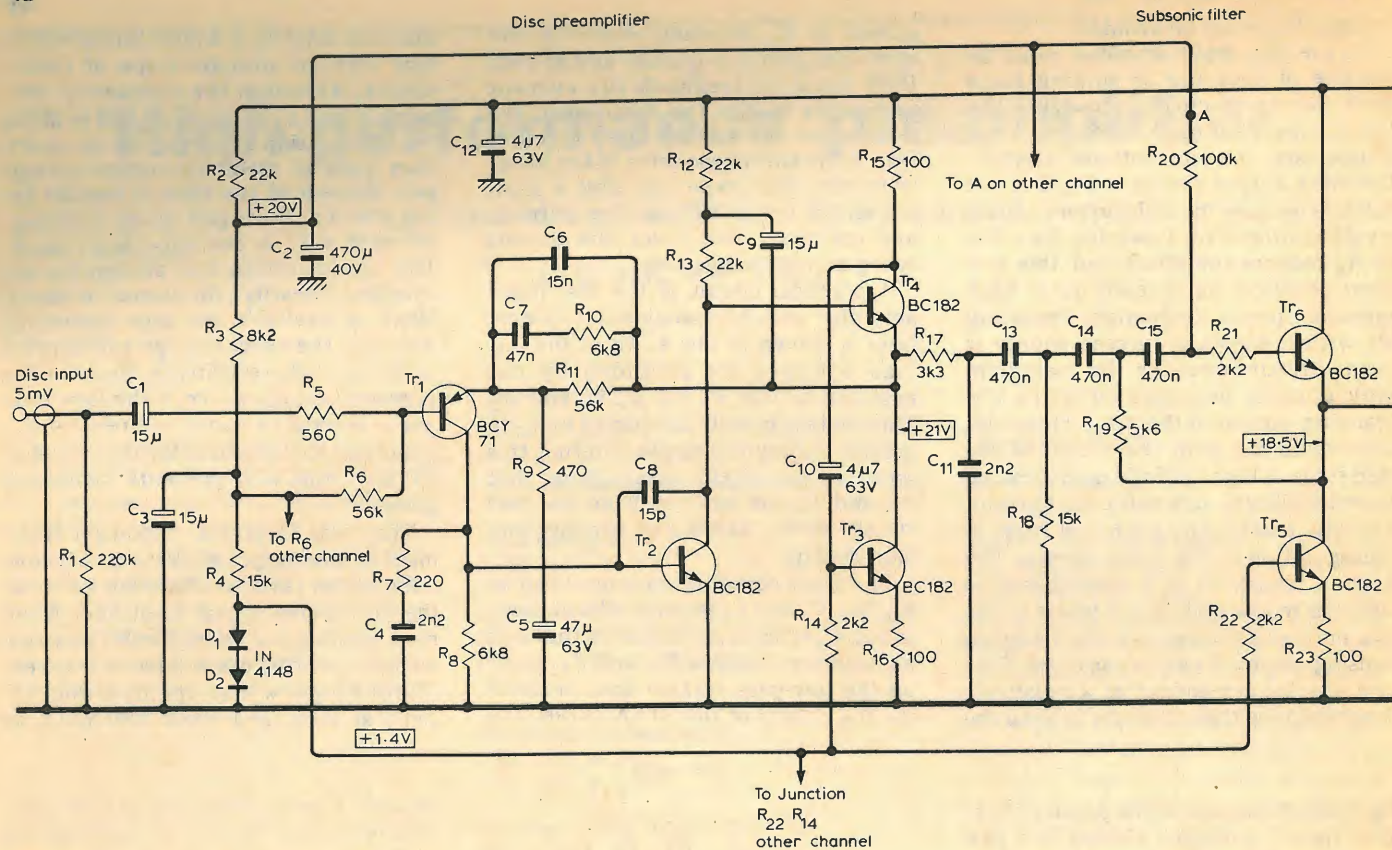 Disc preamplifier
Subsonic filter
C12
4µ7
63V
R12
22k
R15
100
A
R20
100k
To A on other channel
R2
22k
+20V
C2
470µ
40V
C6
15n
C7
47n
R10
6k8
R13
22k
C9
15µ
Tr4
BC182
Tr6
BC182
R3
8k2
Disc input
5mV
C1
15µ
R5
560
Tr1
BCY
71
R11
56k
R17
3k3
C13
470n
C14
470n
C15
470n
R21
2k2
+21V
+18·5V
R6
56k
R9
470
C8
15p
C10
4µ7
63V
C11
2n2
R19
5k6
C3
15µ
To R6
other channel
Tr2
BC182
Tr3
BC182
R18
15k
Tr5
BC182
R1
220k
R4
15k
R7
220
C4
2n2
R8
6k8
C5
47µ
63V
R14
2k2
R16
100
R22
2k2
R23
100
D1
IN
4148
D2
+1·4V
To Junction
R22 R14
other channel